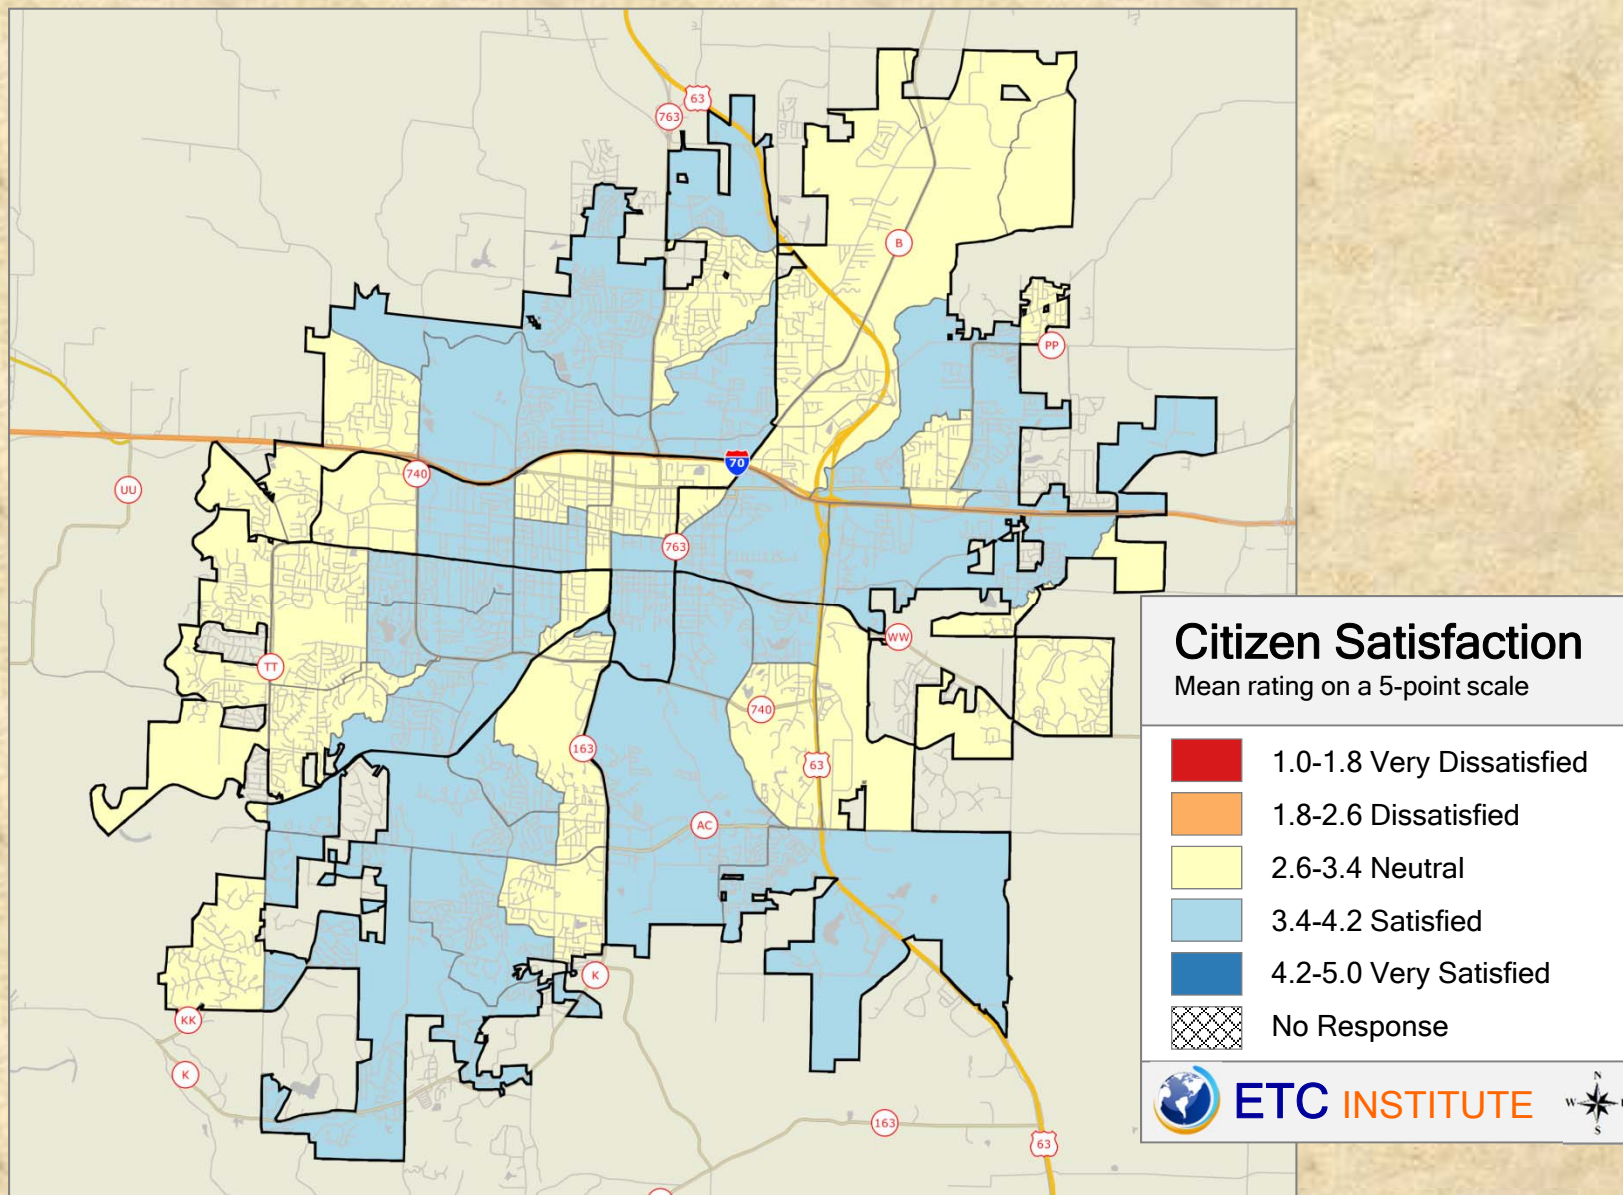 63
763
B
PP
70
740
UU
763
WW
TT
740
163
63
AC
K
KK
K
163
63
Citizen Satisfaction
Mean rating on a 5-point scale
1.0-1.8 Very Dissatisfied
1.8-2.6 Dissatisfied
2.6-3.4 Neutral
3.4-4.2 Satisfied
4.2-5.0 Very Satisfied
No Response
ETC INSTITUTE
N
W
S